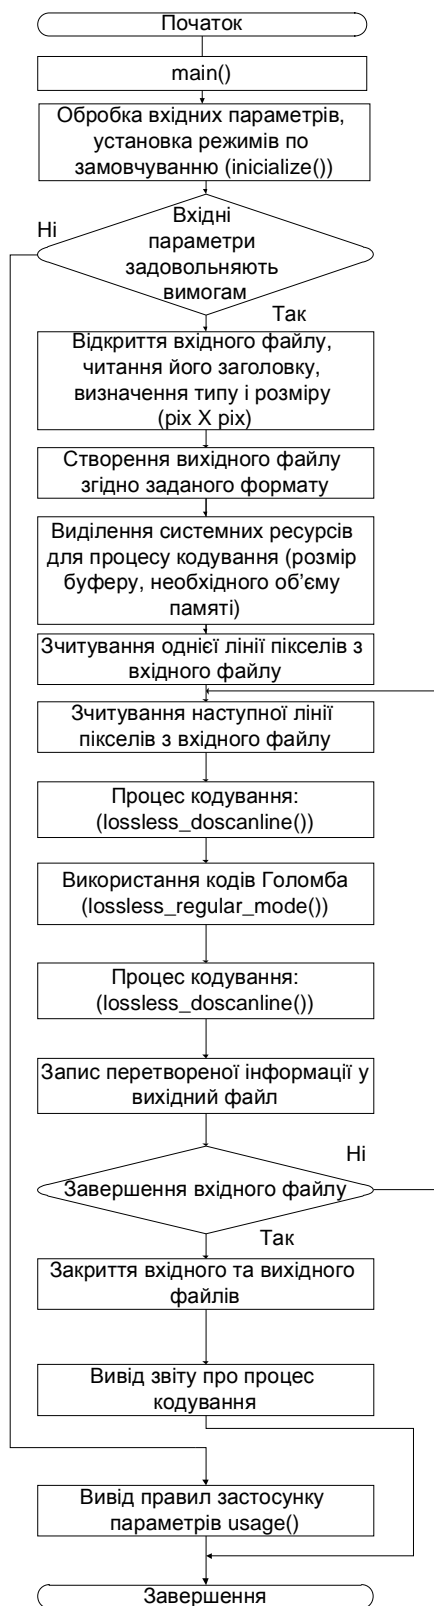 Початок
main()
Обробка вхідних параметрів,
установка режимів по
замовчуванню (inicialize())
Ні
Вхідні
параметри
задовольняють
вимогам
Так
Відкриття вхідного файлу,
читання його заголовку,
визначення типу і розміру
(pix X pix)
Створення вихідного файлу
згідно заданого формату
Виділення системних ресурсів
для процесу кодування (розмір
буферу, необхідного об’єму
памяті)
Зчитування однієї лінії пікселів з
вхідного файлу
Зчитування наступної лінії
пікселів з вхідного файлу
Процес кодування:
(lossless_doscanline())
Використання кодів Голомба
(lossless_regular_mode())
Процес кодування:
(lossless_doscanline())
Запис перетвореної інформації у
вихідний файл
Ні
Завершення вхідного файлу
Так
Закриття вхідного та вихідного
файлів
Вивід звіту про процес
кодування
Вивід правил застосунку
параметрів usage()
Завершення